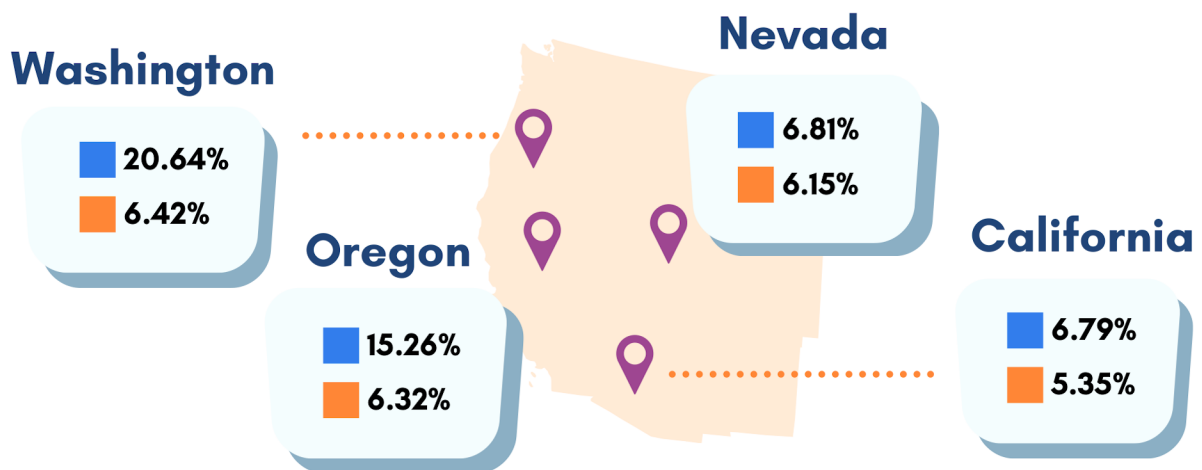 Washington
20.64%
6.42%
Oregon
15.26%
6.32%
Nevada
6.81%
6.15%
California
6.79%
5.35%